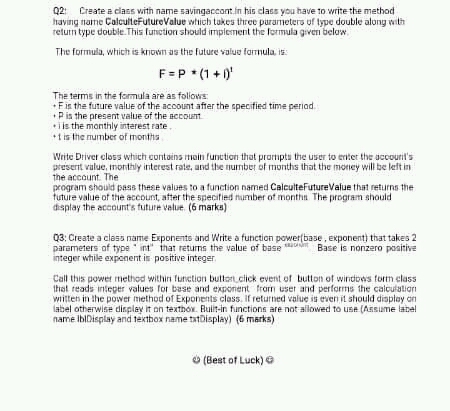 Q2: Create a class with name savingaccont.In his class you have to write the method
having name CalculteFutureValue which takes three parameters of type double along with
return type double.This function should implement the formula given below.
The formula, which is known as the future value formula, is:
F = P * (1 + i)ᵗ
The terms in the formula are as follows:
• F is the future value of the account after the specified time period.
• P is the present value of the account.
• i is the monthly interest rate.
• t is the number of months.
Write Driver class which contains main function that prompts the user to enter the account's
present value, monthly interest rate, and the number of months that the money will be left in
the account. The
program should pass these values to a function named CalculteFutureValue that returns the
future value of the account, after the specified number of months. The program should
display the account's future value. (6 marks)
Q3: Create a class name Exponents and Write a function power(base , exponent) that takes 2
parameters of type " int" that returns the value of base exponent. Base is nonzero positive
integer while exponent is positive integer.
Call this power method within function button_click event of button of windows form class
that reads integer values for base and exponent from user and performs the calculation
written in the power method of Exponents class. If returned value is even it should display on
label otherwise display it on textbox. Built-in functions are not allowed to use.(Assume label
name lblDisplay and textbox name txtDisplay) (6 marks)
☺ (Best of Luck) ☺